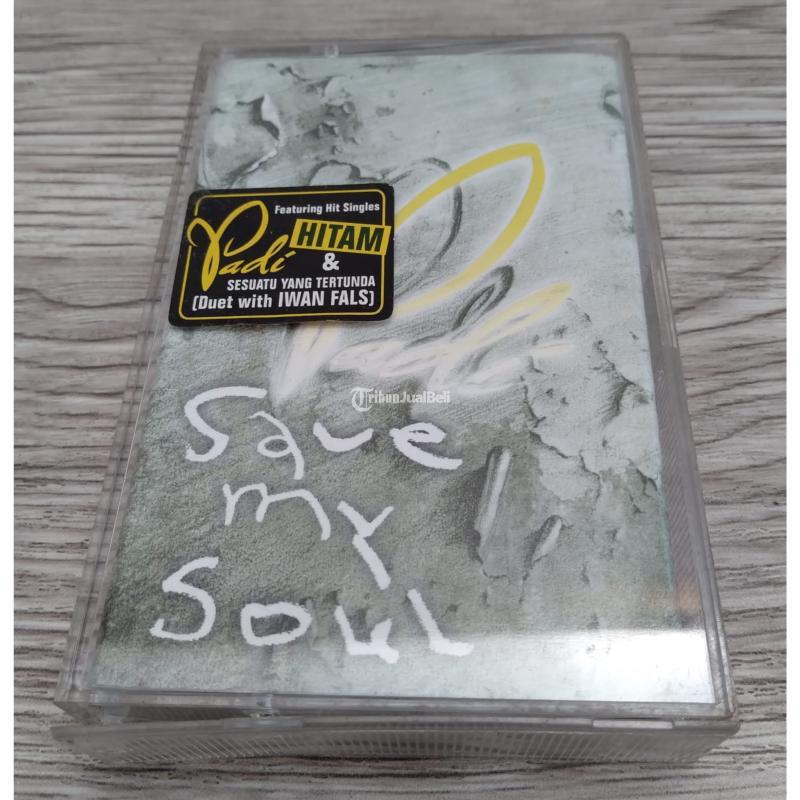 Featuring Hit Singles
Padi
HITAM
&
SESUATU YANG TERTUNDA
(Duet with IWAN FALS)
Padi
TribunJualBeli
Save
my
Soul